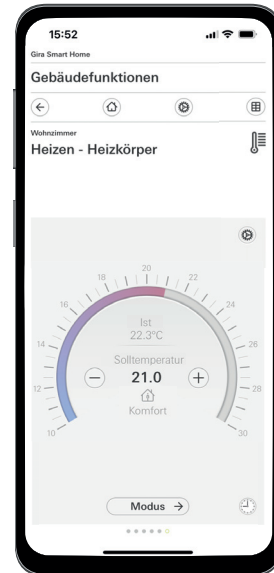 15:52
Gira Smart Home
Gebäudefunktionen
Wohnzimmer
Heizen - Heizkörper
10
12
14
16
18
20
22
24
26
28
30
Ist
22.3°C
Solltemperatur
21.0
Komfort
Modus